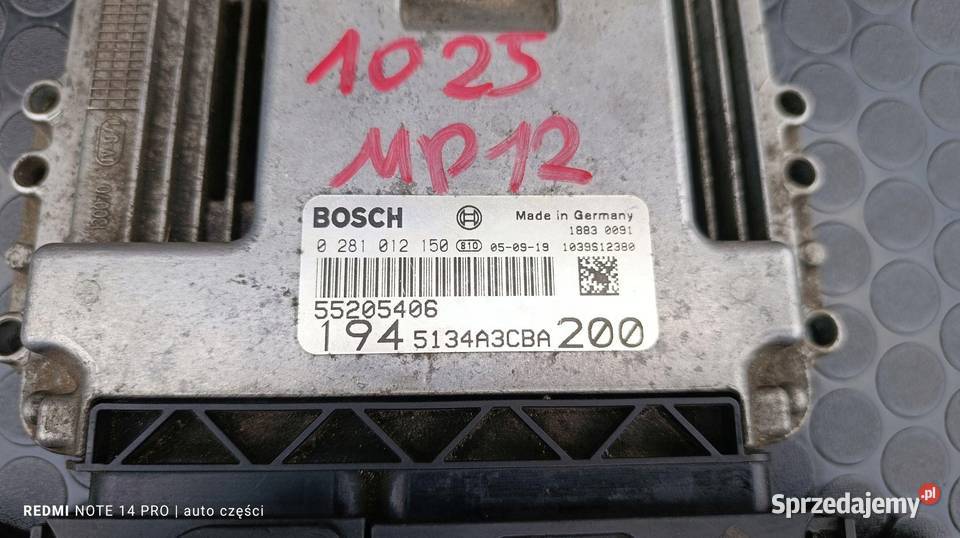 1025
MP12
BOSCH Made in Germany
1883 0091
0 281 012 150 810 05-09-19 1039S12380
55205406
194 5134A3CBA 200
REDMI NOTE 14 PRO | auto części
Sprzedajemy.pl